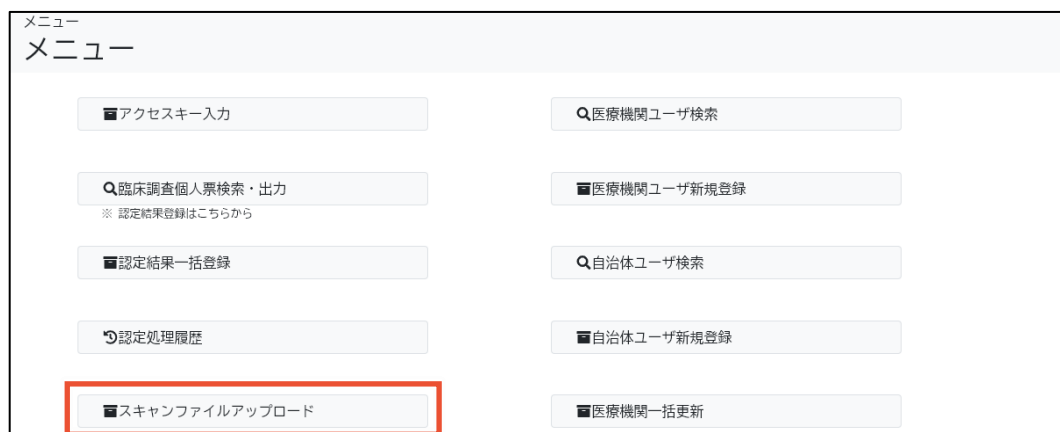 メニュー
メニュー
アクセスキー入力
医療機関ユーザ検索
臨床調査個人票検索・出力
※ 認定結果登録はこちらから
医療機関ユーザ新規登録
認定結果一括登録
自治体ユーザ検索
認定処理履歴
自治体ユーザ新規登録
スキャンファイルアップロード
医療機関一括更新